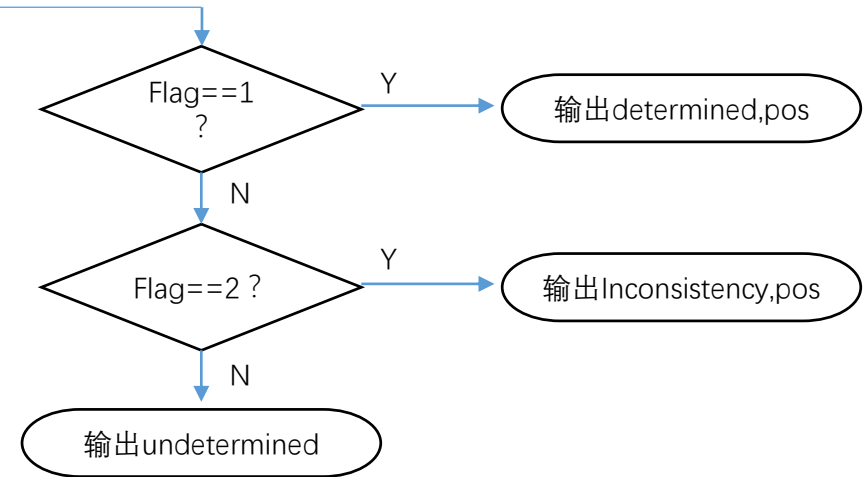 Flag==1
？
Y
输出determined,pos
N
Flag==2？
Y
输出Inconsistency,pos
N
输出undetermined